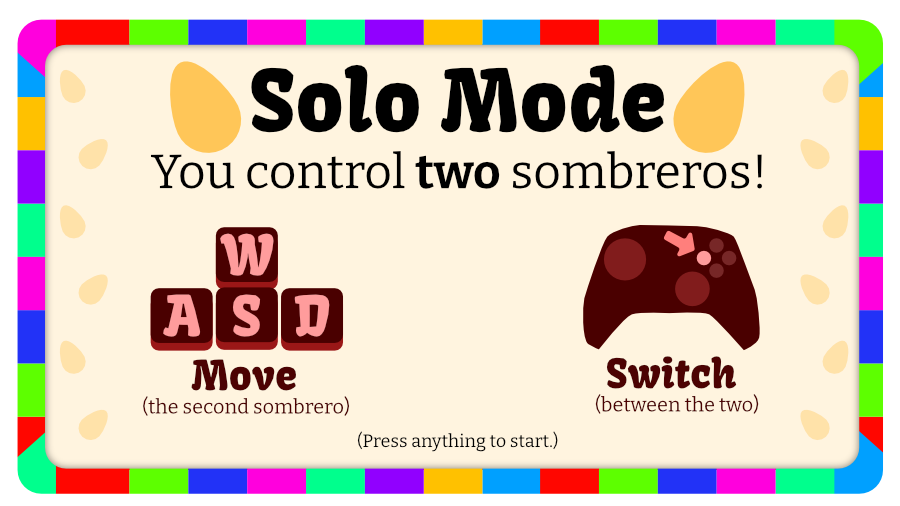 Solo Mode
You control two sombreros!
W
A S D
Move
(the second sombrero)
Switch
(between the two)
(Press anything to start.)